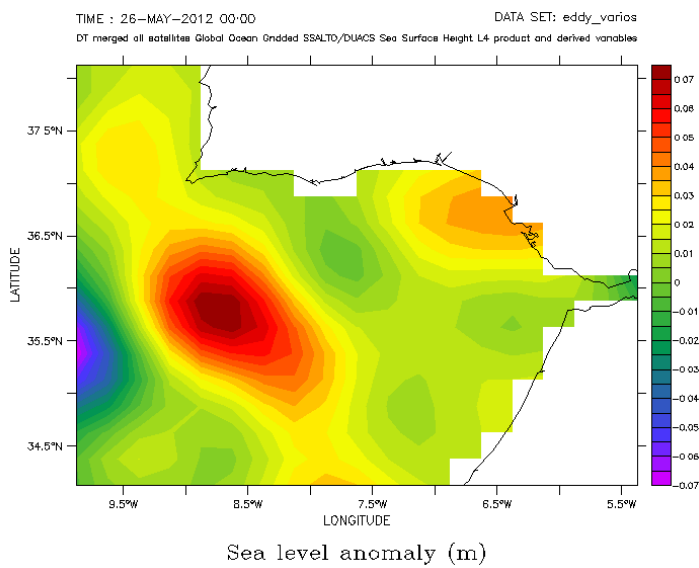 TIME : 26-MAY-2012 00:00
DATA SET: eddy_varios
DT merged all satellites Global Ocean Gridded SSALTO/DUACS Sea Surface Height L4 product and derived variables
37.5°N
36.5°N
35.5°N
34.5°N
LATITUDE
9.5°W
8.5°W
7.5°W
6.5°W
5.5°W
LONGITUDE
0.07
0.06
0.05
0.04
0.03
0.02
0.01
0
-0.01
-0.02
-0.03
-0.04
-0.05
-0.06
-0.07
Sea level anomaly (m)